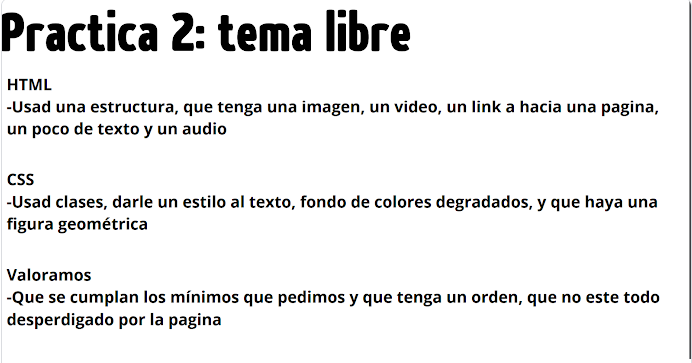 Practica 2: tema libre
HTML
-Usad una estructura, que tenga una imagen, un video, un link a hacia una pagina,
un poco de texto y un audio
CSS
-Usad clases, darle un estilo al texto, fondo de colores degradados, y que haya una
figura geométrica
Valoramos
-Que se cumplan los mínimos que pedimos y que tenga un orden, que no este todo
desperdigado por la pagina